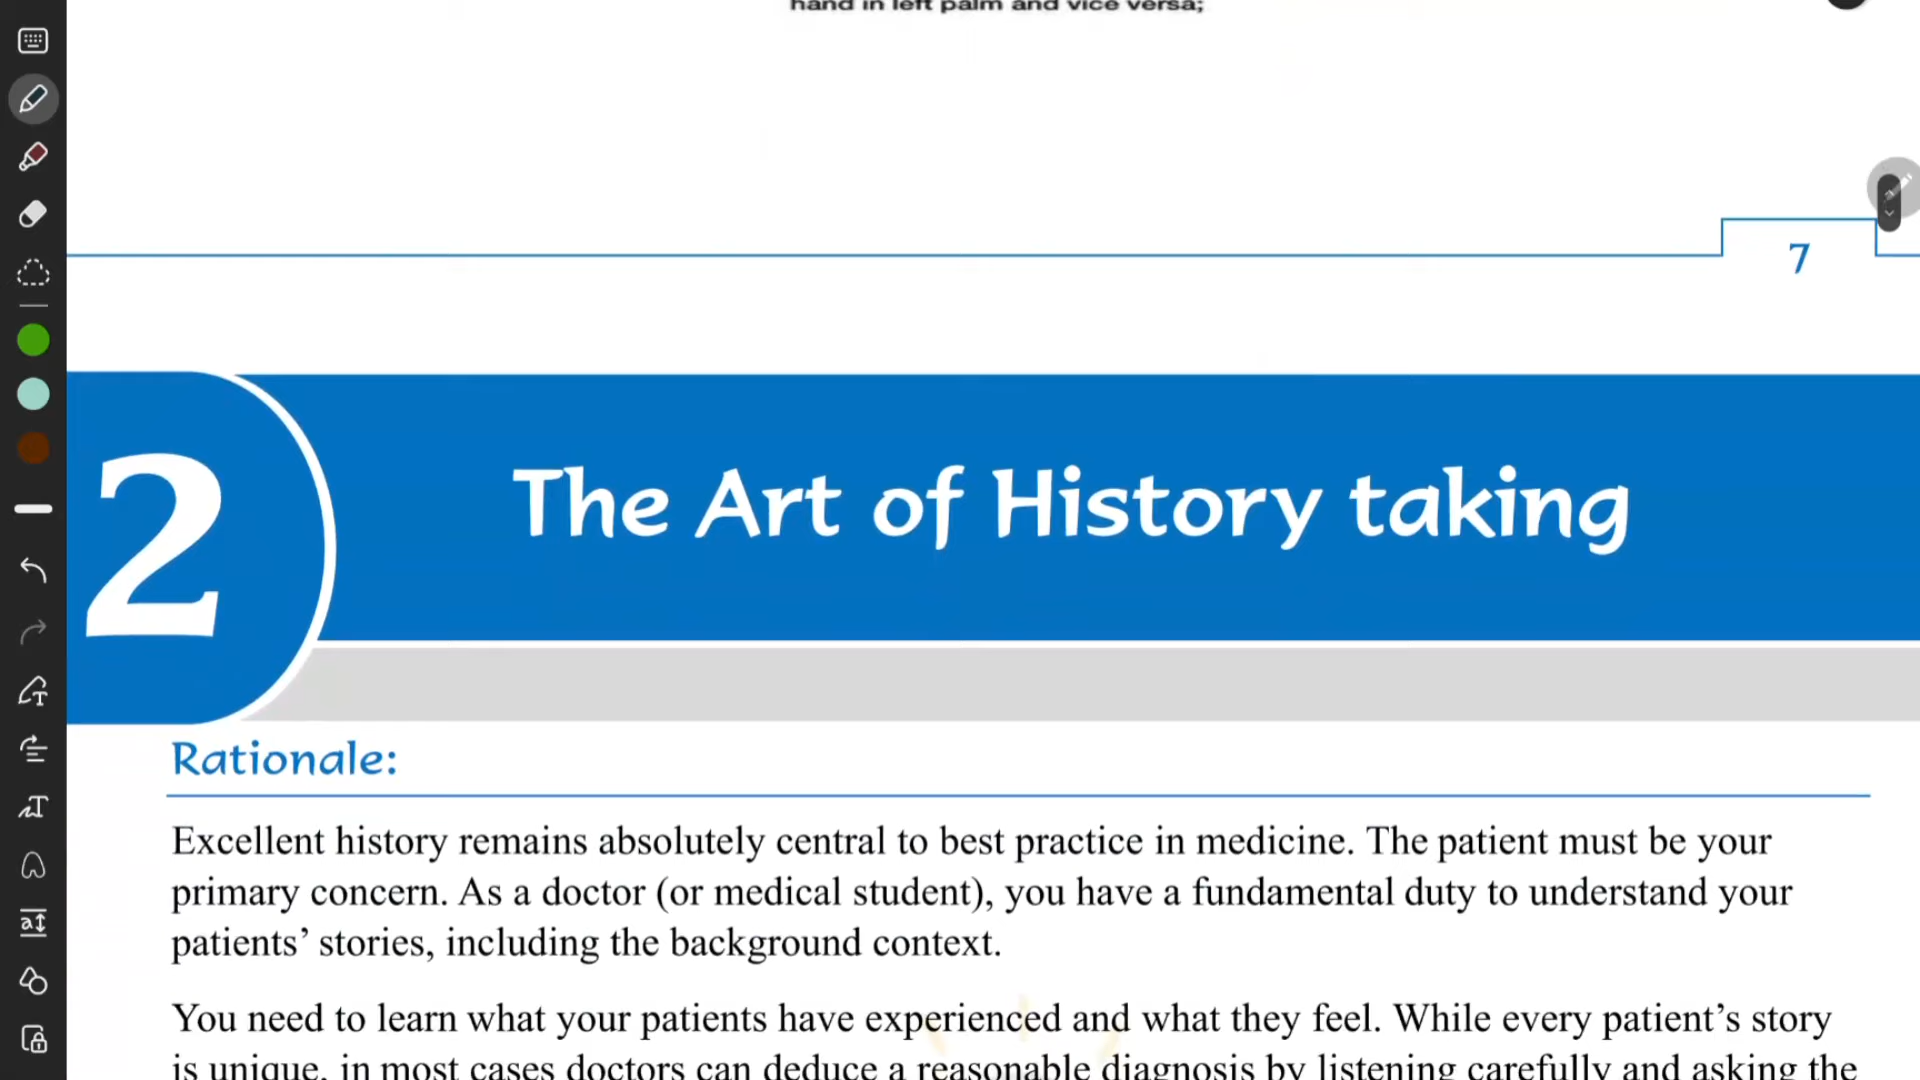 hand in left palm and vice versa;
7
2
The Art of History taking
Rationale:
Excellent history remains absolutely central to best practice in medicine. The patient must be your
primary concern. As a doctor (or medical student), you have a fundamental duty to understand your
patients’ stories, including the background context.
You need to learn what your patients have experienced and what they feel. While every patient’s story
is unique, in most cases doctors can deduce a reasonable diagnosis by listening carefully and asking the